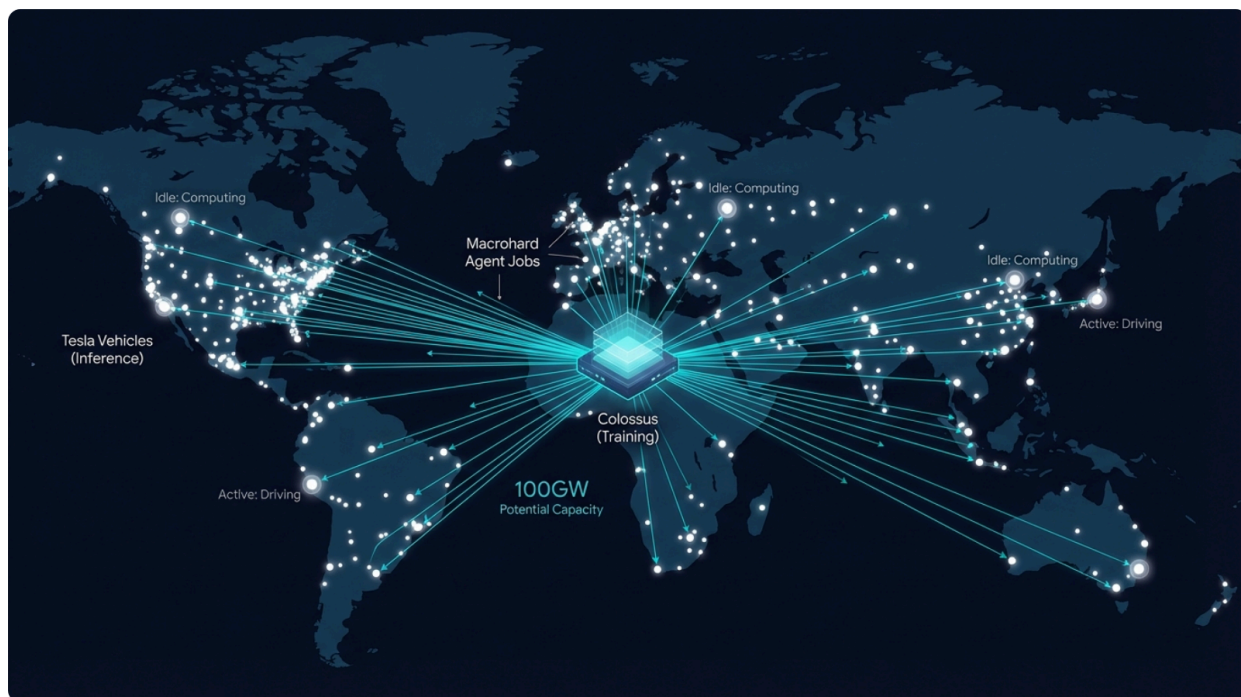 Idle: Computing
Idle: Computing
Macrohard
Agent Jobs
Idle: Computing
Active: Driving
Tesla Vehicles
(Inference)
Colossus
(Training)
Active: Driving
100GW
Potential Capacity